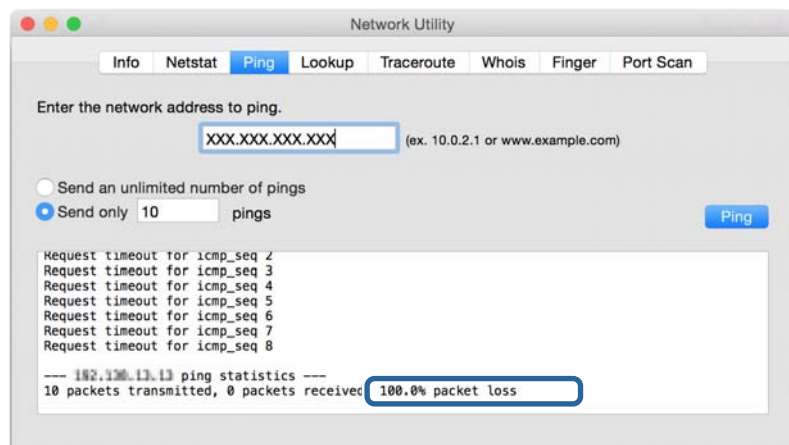 Network Utility
Info Netstat Ping Lookup Traceroute Whois Finger Port Scan
Enter the network address to ping.
XXX.XXX.XXX.XXX (ex. 10.0.2.1 or www.example.com)
Send an unlimited number of pings
Send only 10 pings
Ping
Request timeout for icmp_seq 2
Request timeout for icmp_seq 3
Request timeout for icmp_seq 4
Request timeout for icmp_seq 5
Request timeout for icmp_seq 6
Request timeout for icmp_seq 7
Request timeout for icmp_seq 8
--- ping statistics ---
10 packets transmitted, 0 packets received 100.0% packet loss